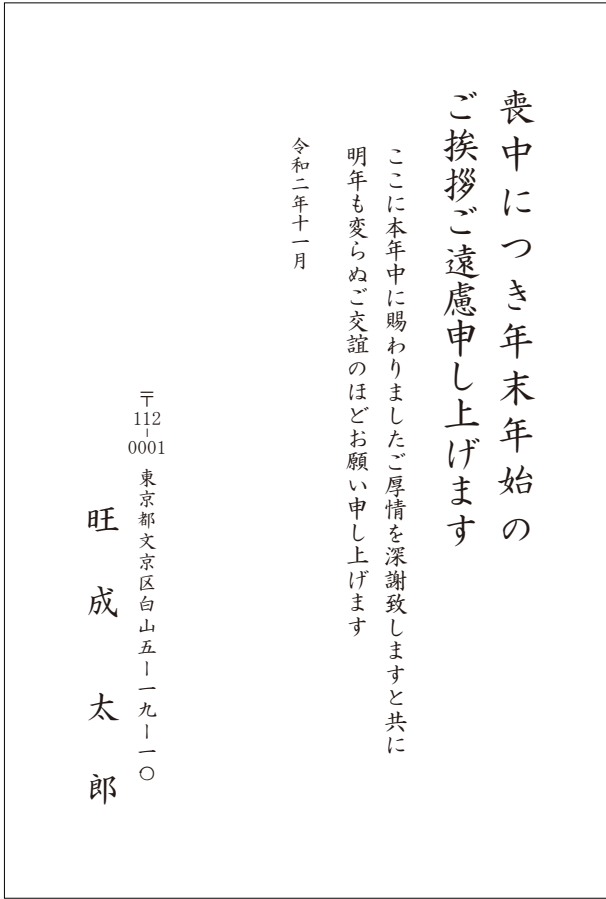 喪中につき年末年始の
ご挨拶ご遠慮申し上げます
ここに本年中に賜わりましたご厚情を深謝致しますと共に
明年も変らぬご交誼のほどお願い申し上げます
令和二年十一月
〒112-0001 東京都文京区白山五ー一九ー一〇
旺成太郎